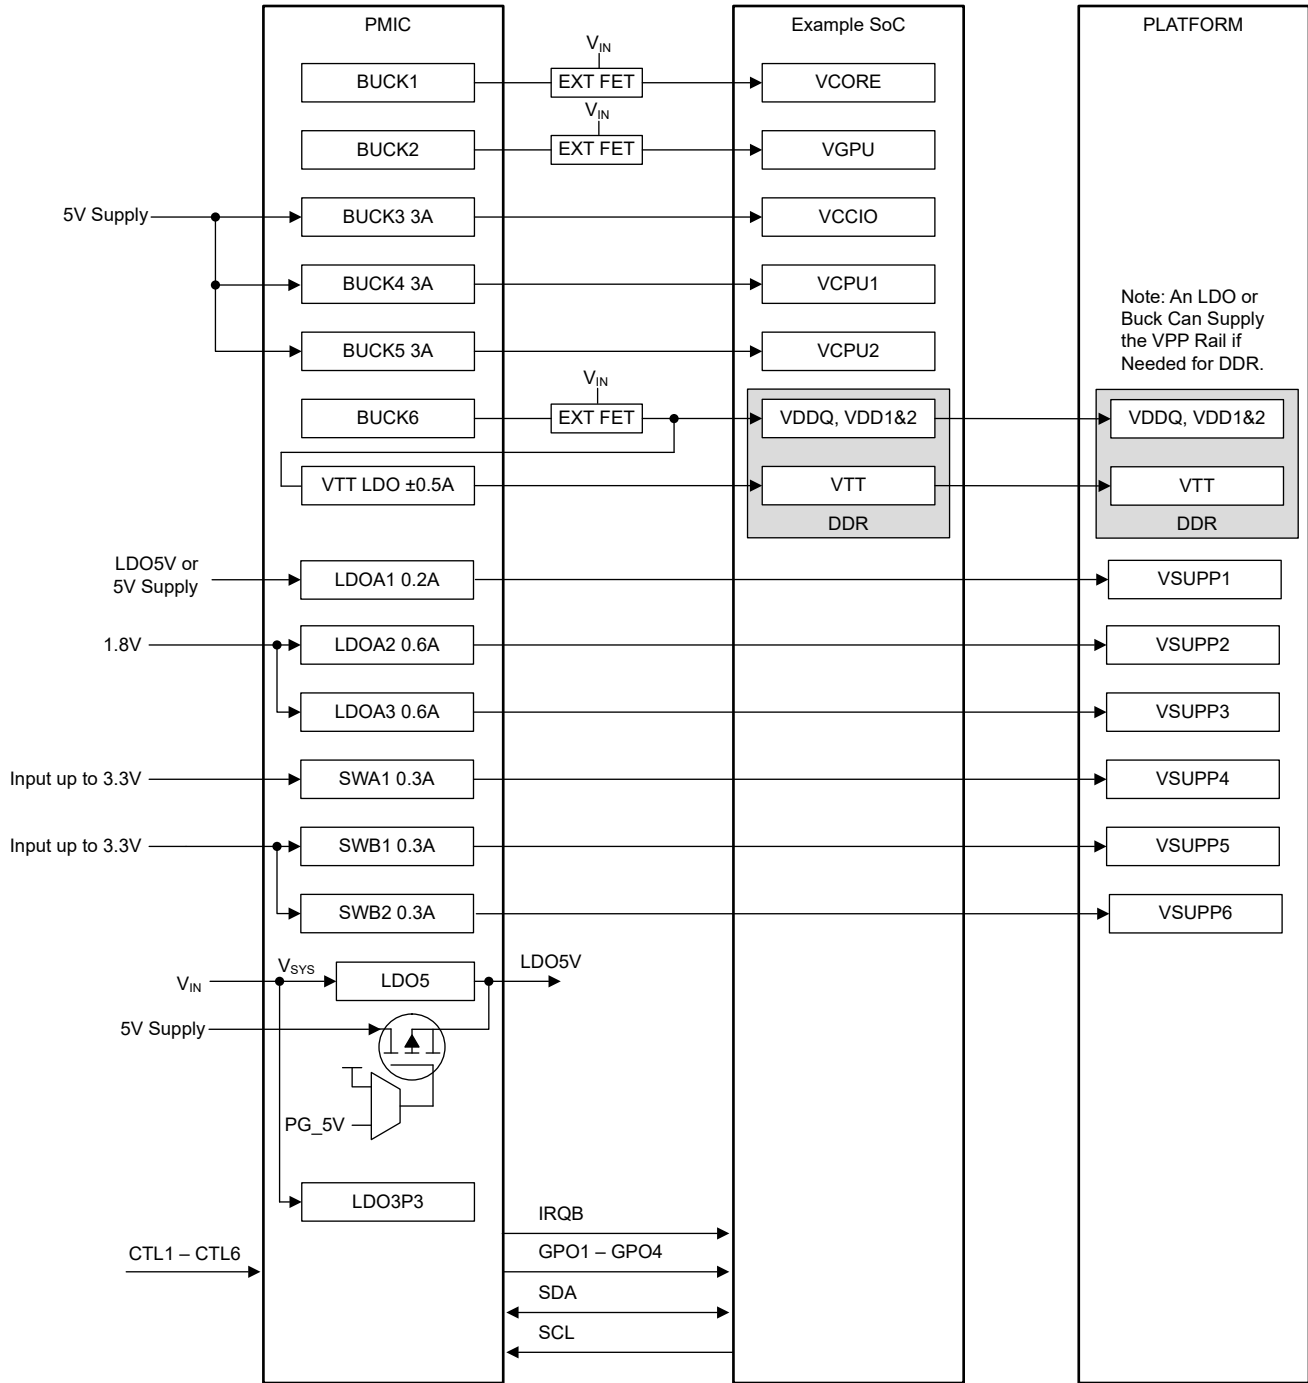 PMIC
Example SoC
PLATFORM
V_IN
BUCK1
EXT FET
VCORE
V_IN
BUCK2
EXT FET
VGPU
5V Supply
BUCK3 3A
VCCIO
BUCK4 3A
VCPU1
BUCK5 3A
VCPU2
Note: An LDO or
Buck Can Supply
the VPP Rail if
Needed for DDR.
V_IN
BUCK6
EXT FET
VDDQ, VDD1&2
VDDQ, VDD1&2
VTT LDO ±0.5A
VTT
VTT
DDR
DDR
LDO5V or
5V Supply
LDOA1 0.2A
VSUPP1
1.8V
LDOA2 0.6A
VSUPP2
LDOA3 0.6A
VSUPP3
Input up to 3.3V
SWA1 0.3A
VSUPP4
Input up to 3.3V
SWB1 0.3A
VSUPP5
SWB2 0.3A
VSUPP6
V_IN
V_SYS
LDO5
LDO5V
5V Supply
PG_5V
LDO3P3
IRQB
CTL1 – CTL6
GPO1 – GPO4
SDA
SCL